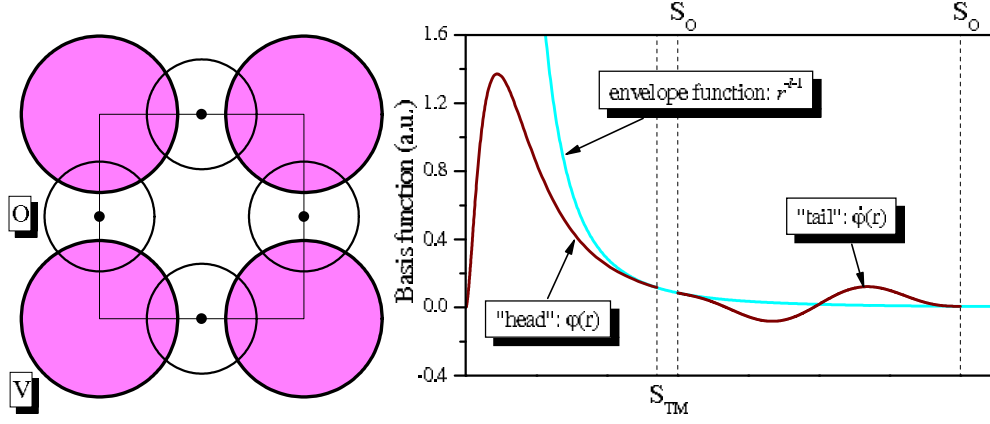 O
V
S_O S_O
1.6
1.2
0.8
0.4
0.0
-0.4
Basis function (a.u.)
envelope function: r^{-ℓ-1}
"tail": φ̇(r)
"head": φ(r)
S_TM